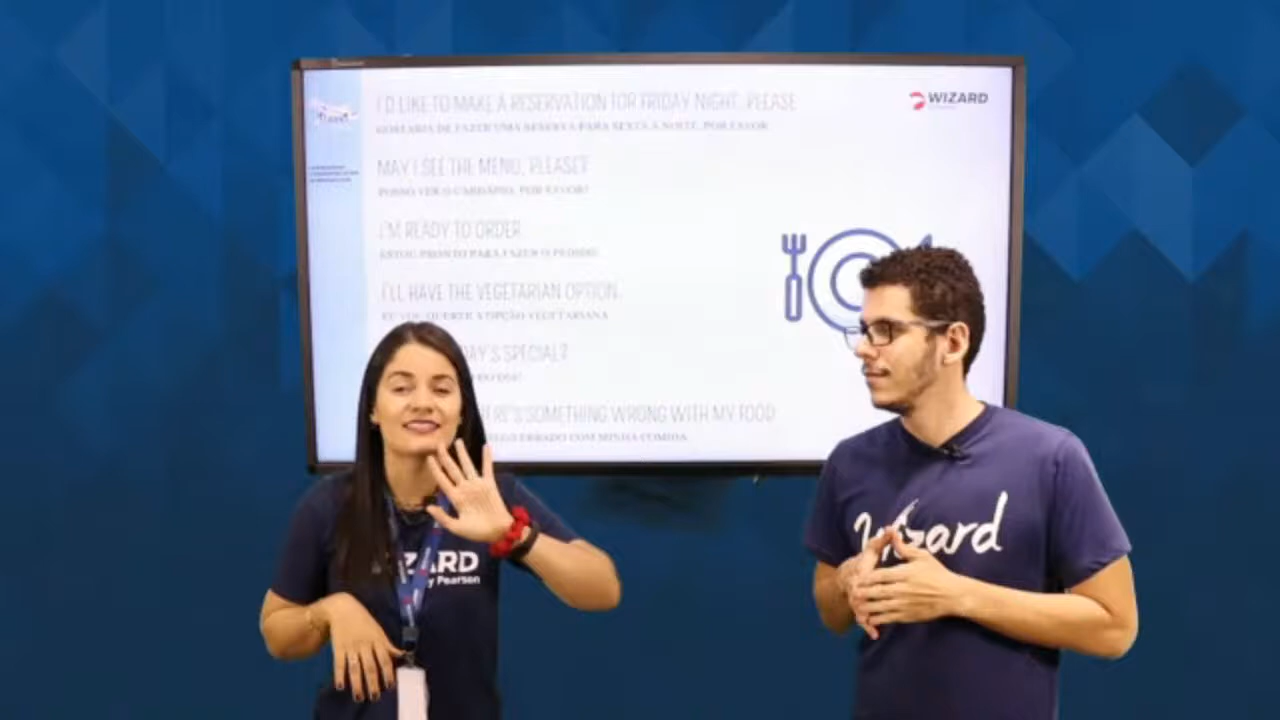 I'D LIKE TO MAKE A RESERVATION FOR FRIDAY NIGHT, PLEASE
WIZARD
GOSTARIA DE FAZER UMA RESERVA PARA SEXTA À NOITE, POR FAVOR
MAY I SEE THE MENU, PLEASE?
POSSO VER O CARDÁPIO, POR FAVOR?
I'M READY TO ORDER
ESTOU PRONTO PARA FAZER O PEDIDO
I'LL HAVE THE VEGETARIAN OPTION
EU VOU QUERER A OPÇÃO VEGETARIANA
SPECIAL?
DO DIA?
SOMETHING WRONG WITH MY FOOD
ERRADO COM MINHA COMIDA
Wizard
Pearson